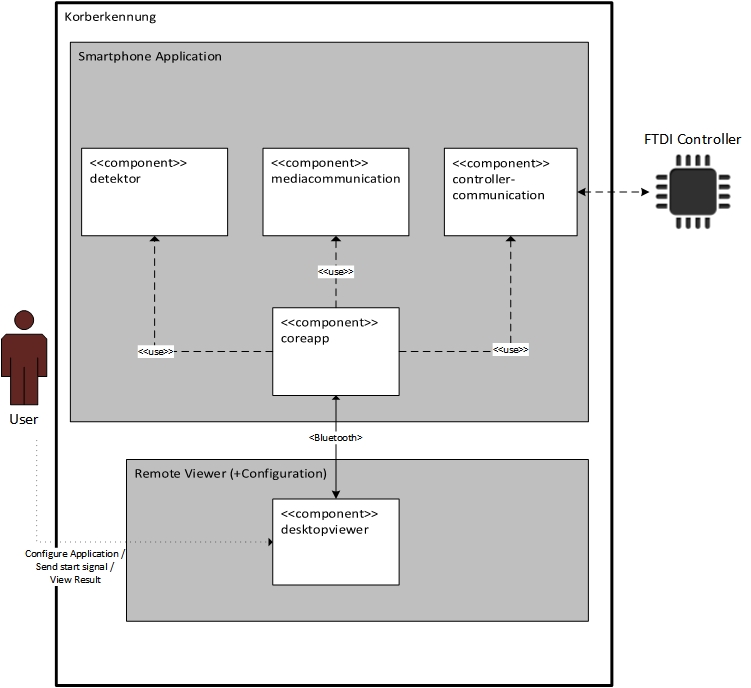 Korberkennung
Smartphone Application
FTDI Controller
<<component>>
detektor
<<component>>
mediacommunication
<<component>>
controller-
communication
<<use>>
<<component>>
coreapp
<<use>>
<<use>>
User
<Bluetooth>
Remote Viewer (+Configuration)
<<component>>
desktopviewer
Configure Application /
Send start signal /
View Result